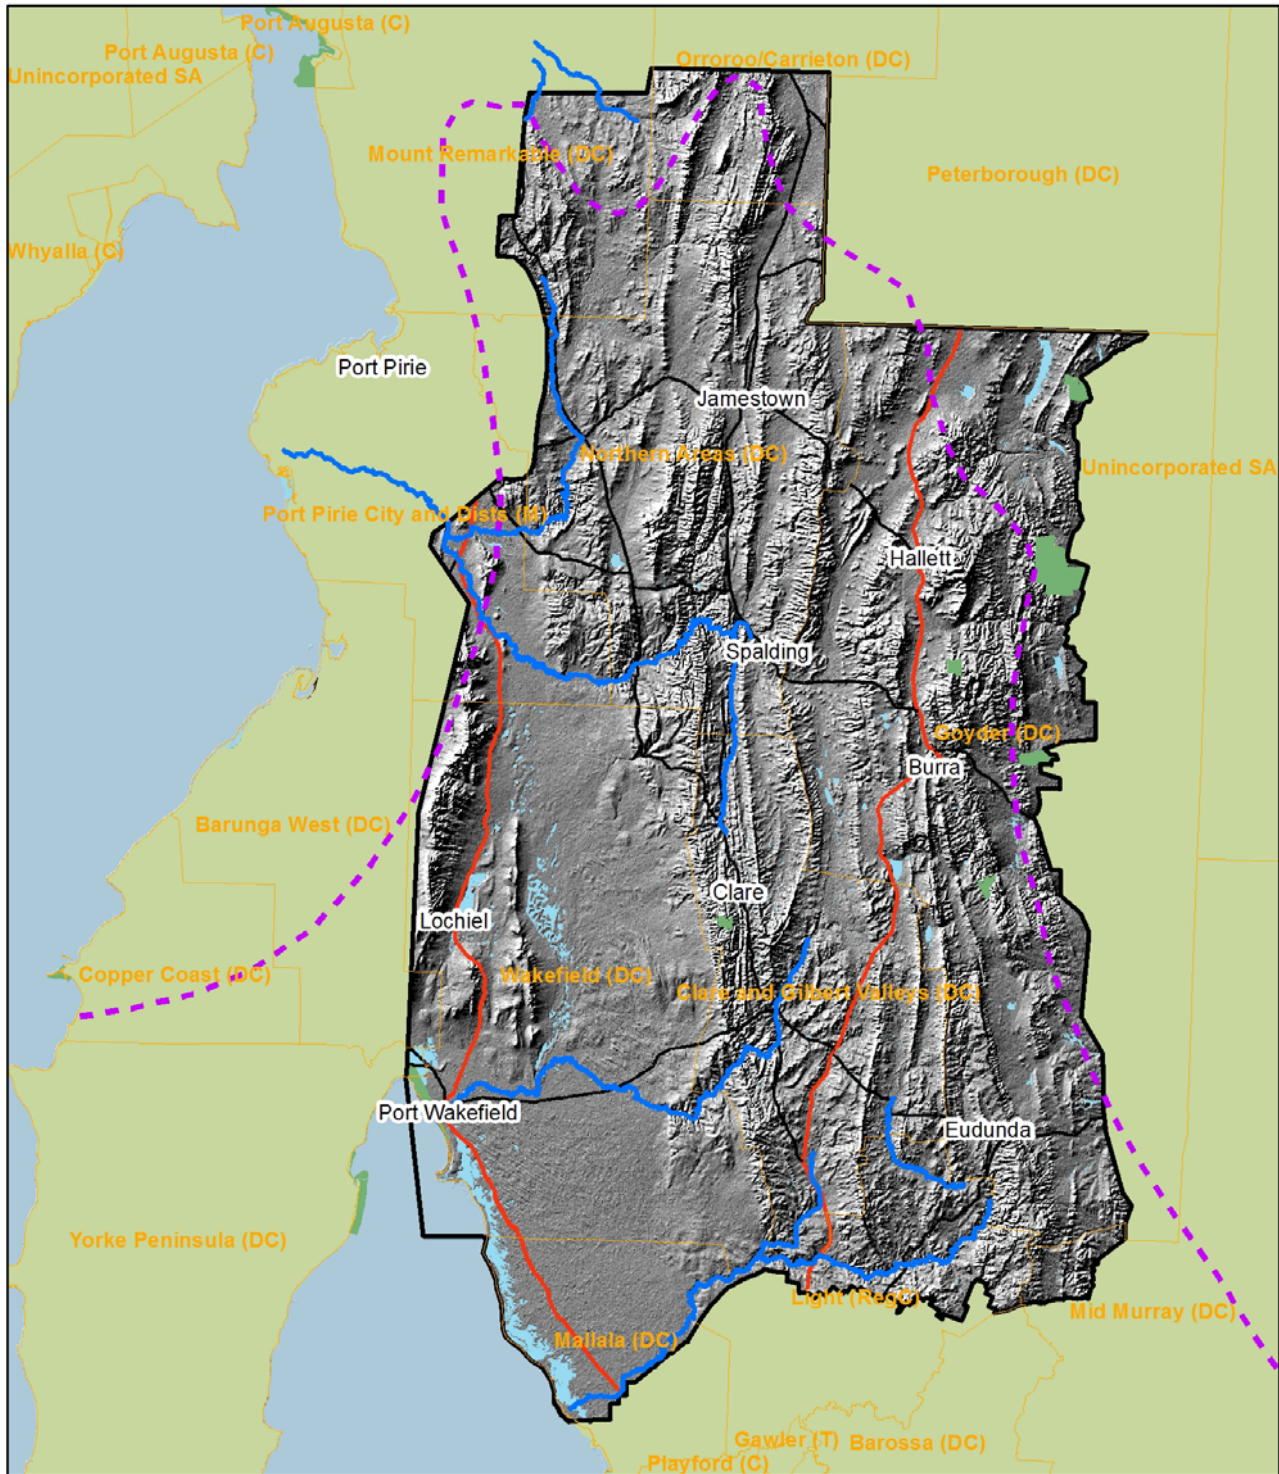 Port Augusta (C)
Port Augusta (C)
Orroroo/Carrieton (DC)
Unincorporated SA
Mount Remarkable (DC)
Peterborough (DC)
Whyalla (C)
Port Pirie
Jamestown
Northern Areas (DC)
Unincorporated SA
Port Pirie City and Dists (M)
Hallett
Spalding
Goyder (DC)
Burra
Barunga West (DC)
Clare
Lochiel
Copper Coast (DC)
Wakefield (DC)
Clare and Gilbert Valleys (DC)
Port Wakefield
Eudunda
Yorke Peninsula (DC)
Light (RegC)
Mid Murray (DC)
Mallala (DC)
Gawler (T)
Barossa (DC)
Playford (C)